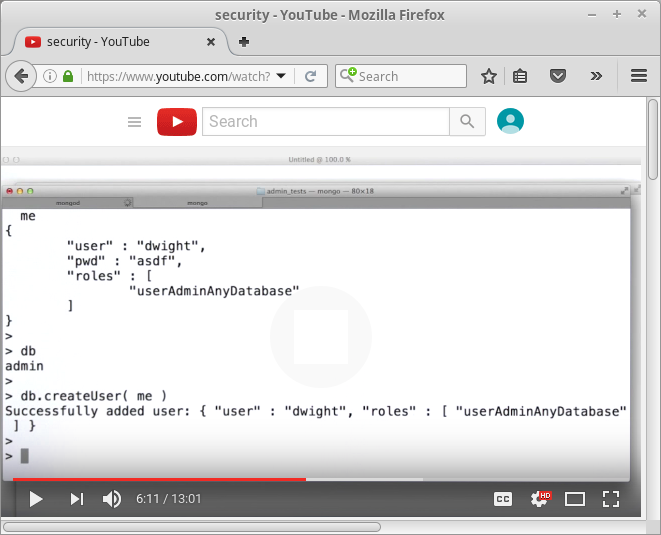 security - YouTube - Mozilla Firefox
security - YouTube
https://www.youtube.com/watch?
Search
Search
Untitled @ 100.0 %
admin_tests — mongo — 80×18
mongod
mongo
me
{
"user" : "dwight",
"pwd" : "asdf",
"roles" : [
"userAdminAnyDatabase"
]
}
>
> db
admin
>
> db.createUser( me )
Successfully added user: { "user" : "dwight", "roles" : [ "userAdminAnyDatabase"
] }
>
>
6:11 / 13:01
CC
HD